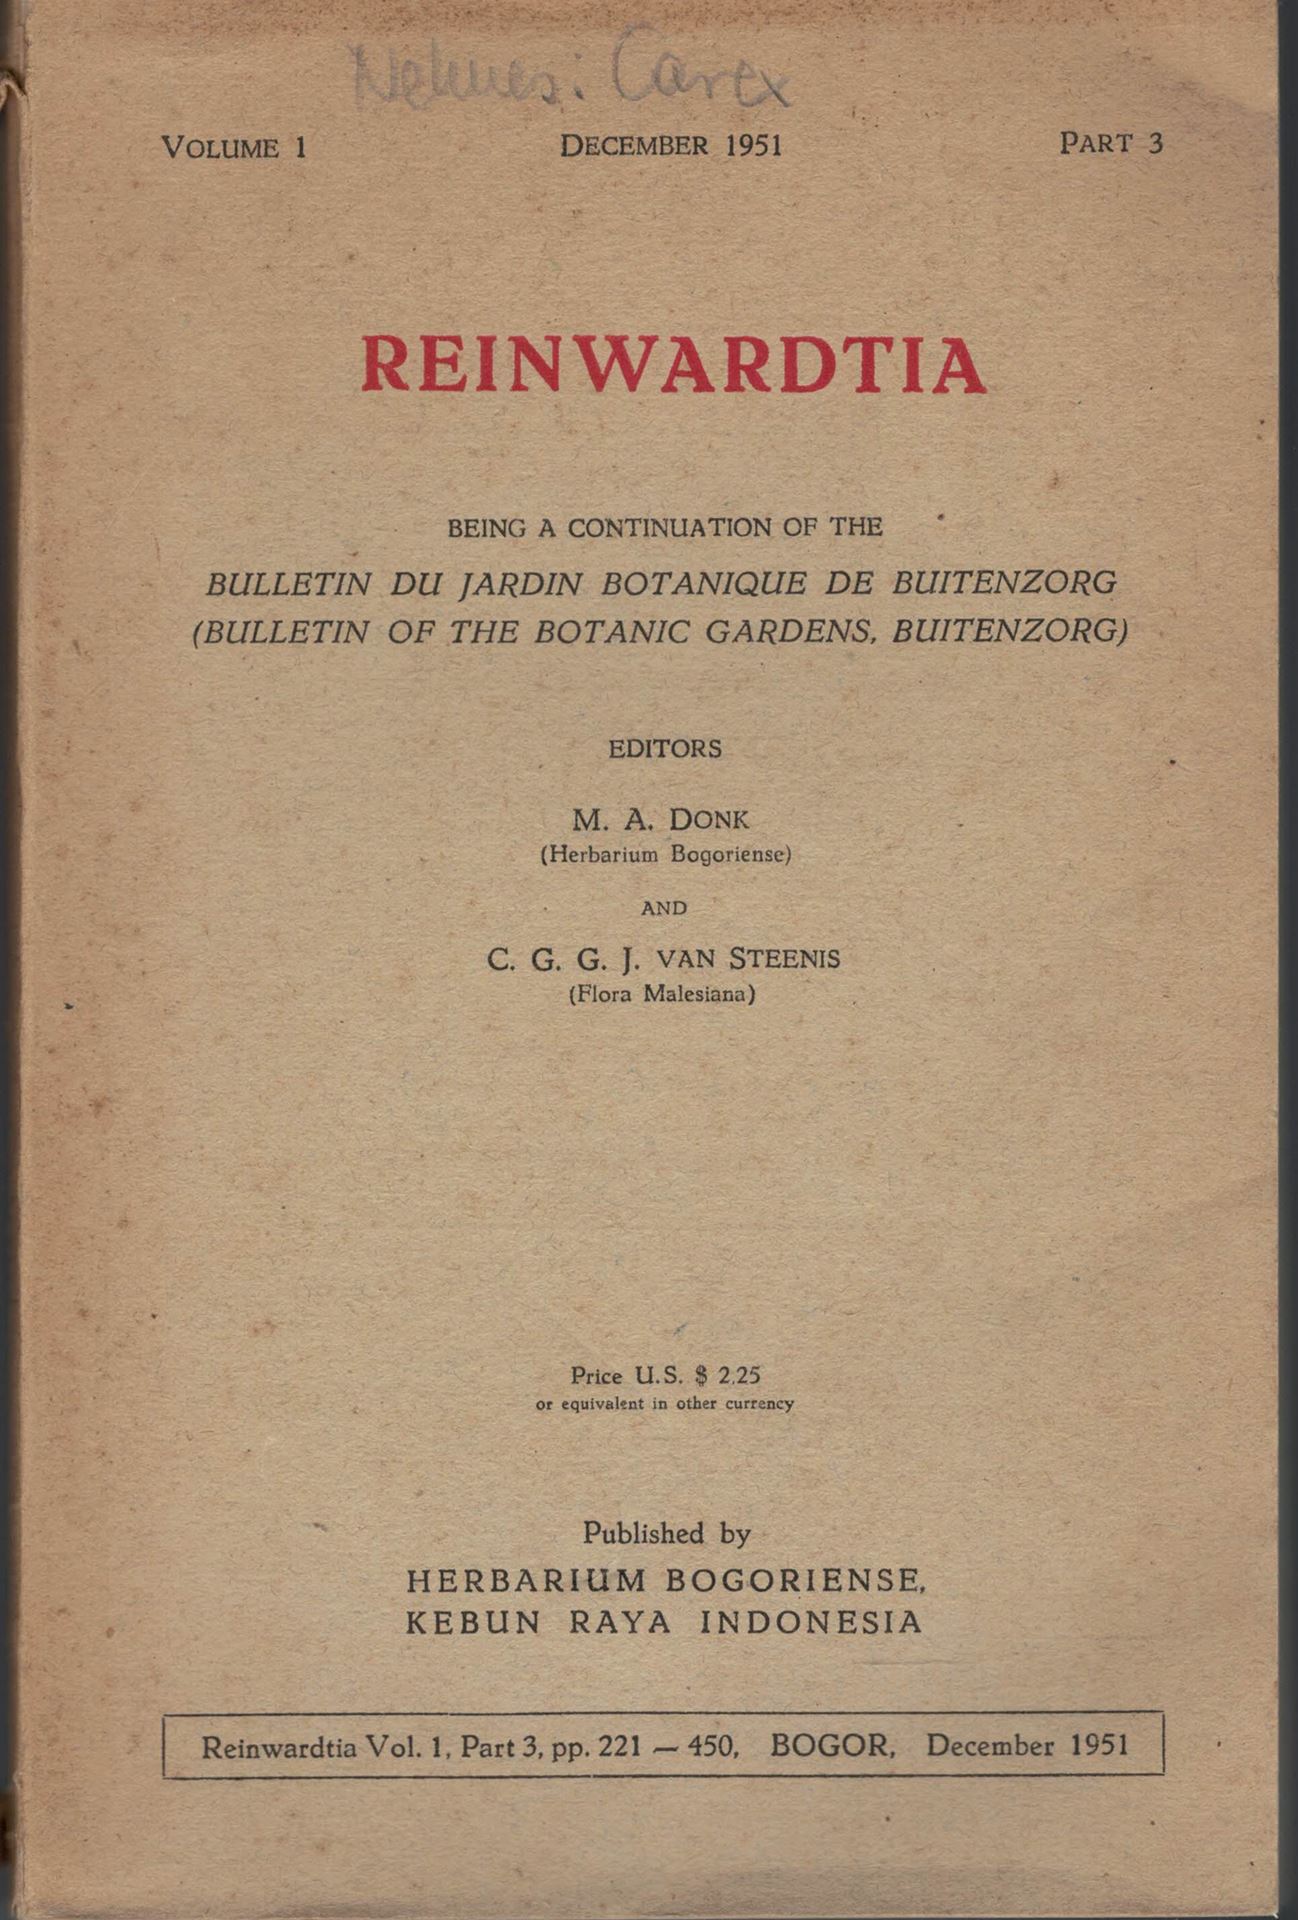 Nelmes: Carex
VOLUME 1 DECEMBER 1951 PART 3
REINWARDTIA
BEING A CONTINUATION OF THE
BULLETIN DU JARDIN BOTANIQUE DE BUITENZORG
(BULLETIN OF THE BOTANIC GARDENS, BUITENZORG)
EDITORS
M. A. DONK
(Herbarium Bogoriense)
AND
C. G. G. J. VAN STEENIS
(Flora Malesiana)
Price U.S. $ 2.25
or equivalent in other currency
Published by
HERBARIUM BOGORIENSE,
KEBUN RAYA INDONESIA
Reinwardtia Vol. 1, Part 3, pp. 221 — 450, BOGOR, December 1951